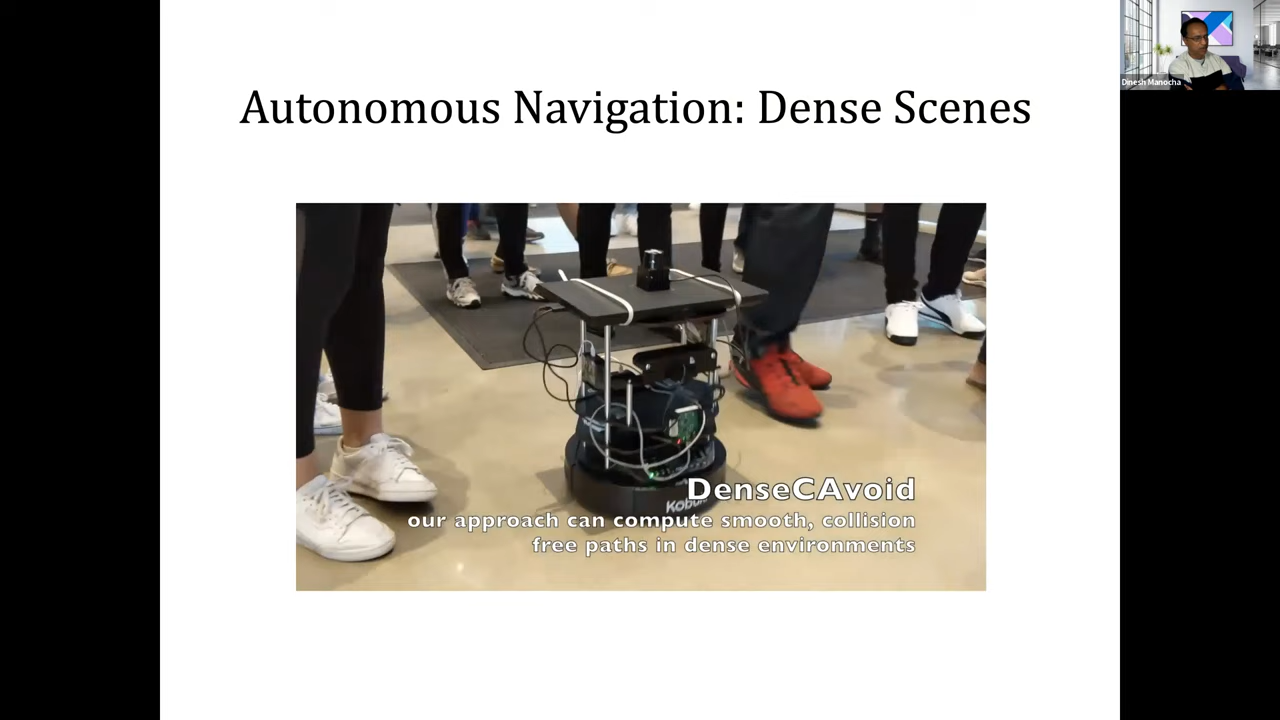 Autonomous Navigation: Dense Scenes
Dinesh Manocha
DenseCAvoid
our approach can compute smooth, collision
free paths in dense environments